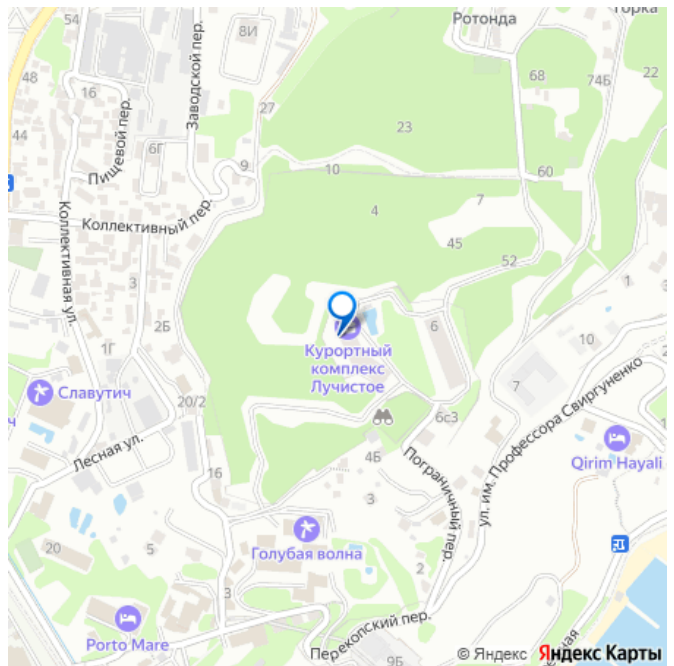 54
Ротонда
Горка
8И
48
16
Заводской пер.
68
74Б
22
27
44
Пищевой пер.
6Г
23
9
10
60
Коллективный пер.
4
7
Коллективная ул.
45
52
3
1
2Б
6
1Г
10
Курортный
комплекс
Лучистое
7
Славутич
20/2
6с3
ул. им. Профессора Свиргуненко
Лесная ул.
16
4Б
Пограничный пер.
Qirim Hayali
3
20
5
Голубая волна
2
3
Porto Mare
Перекопский пер.
9Б
© Яндекс Яндекс Карты